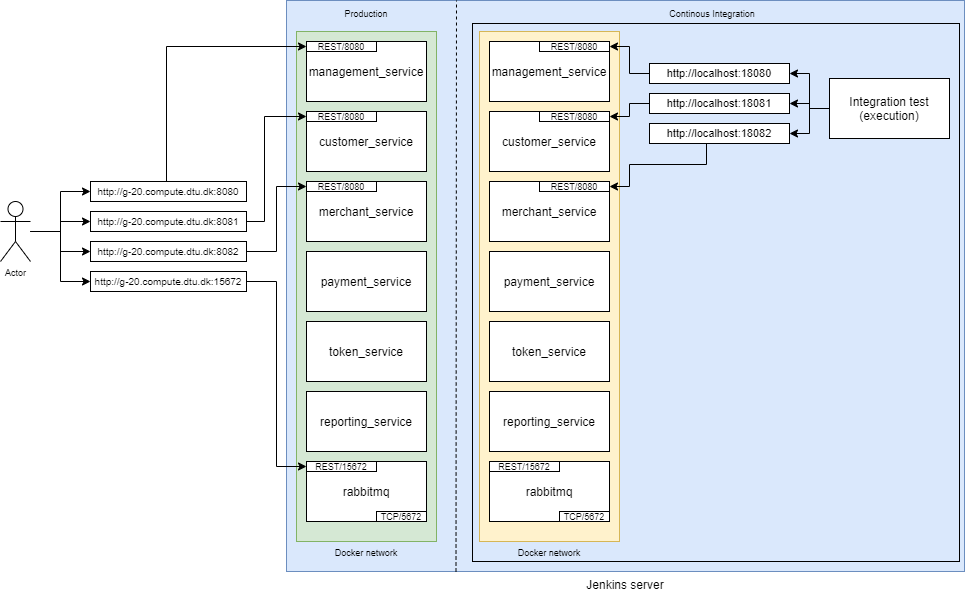 Production
Continous Integration
REST/8080
management_service
REST/8080
customer_service
REST/8080
merchant_service
payment_service
token_service
reporting_service
REST/15672
rabbitmq
TCP/5672
Docker network
REST/8080
management_service
REST/8080
customer_service
REST/8080
merchant_service
payment_service
token_service
reporting_service
REST/15672
rabbitmq
TCP/5672
Docker network
http://localhost:18080
http://localhost:18081
http://localhost:18082
Integration test
(execution)
http://g-20.compute.dtu.dk:8080
http://g-20.compute.dtu.dk:8081
http://g-20.compute.dtu.dk:8082
http://g-20.compute.dtu.dk:15672
Actor
Jenkins server